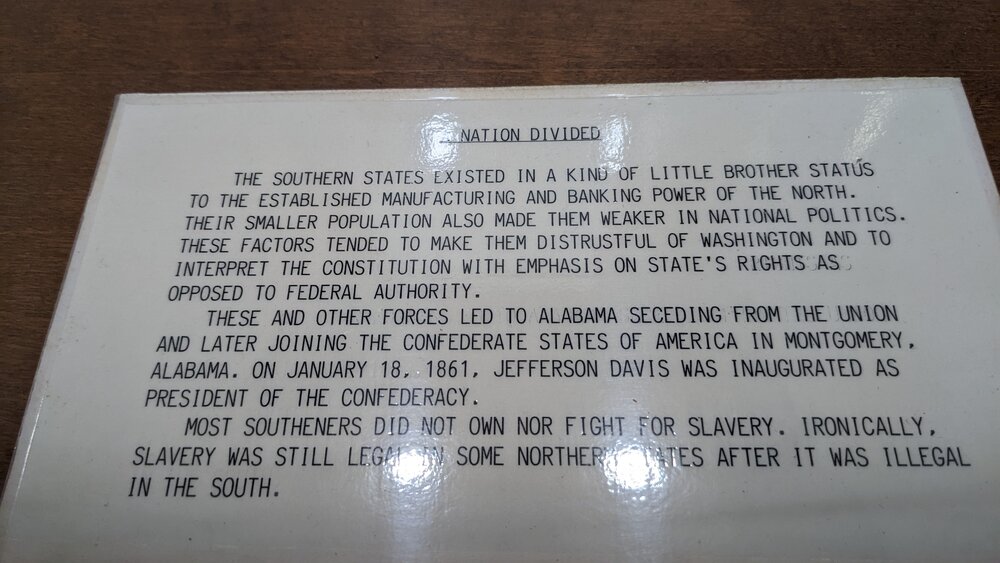 NATION DIVIDED
THE SOUTHERN STATES EXISTED IN A KIND OF LITTLE BROTHER STATUS
TO THE ESTABLISHED MANUFACTURING AND BANKING POWER OF THE NORTH.
THEIR SMALLER POPULATION ALSO MADE THEM WEAKER IN NATIONAL POLITICS.
THESE FACTORS TENDED TO MAKE THEM DISTRUSTFUL OF WASHINGTON AND TO
INTERPRET THE CONSTITUTION WITH EMPHASIS ON STATE'S RIGHTS AS
OPPOSED TO FEDERAL AUTHORITY.
THESE AND OTHER FORCES LED TO ALABAMA SECEDING FROM THE UNION
AND LATER JOINING THE CONFEDERATE STATES OF AMERICA IN MONTGOMERY,
ALABAMA. ON JANUARY 18, 1861, JEFFERSON DAVIS WAS INAUGURATED AS
PRESIDENT OF THE CONFEDERACY.
MOST SOUTHENERS DID NOT OWN NOR FIGHT FOR SLAVERY. IRONICALLY,
SLAVERY WAS STILL LEGAL IN SOME NORTHERN STATES AFTER IT WAS ILLEGAL
IN THE SOUTH.